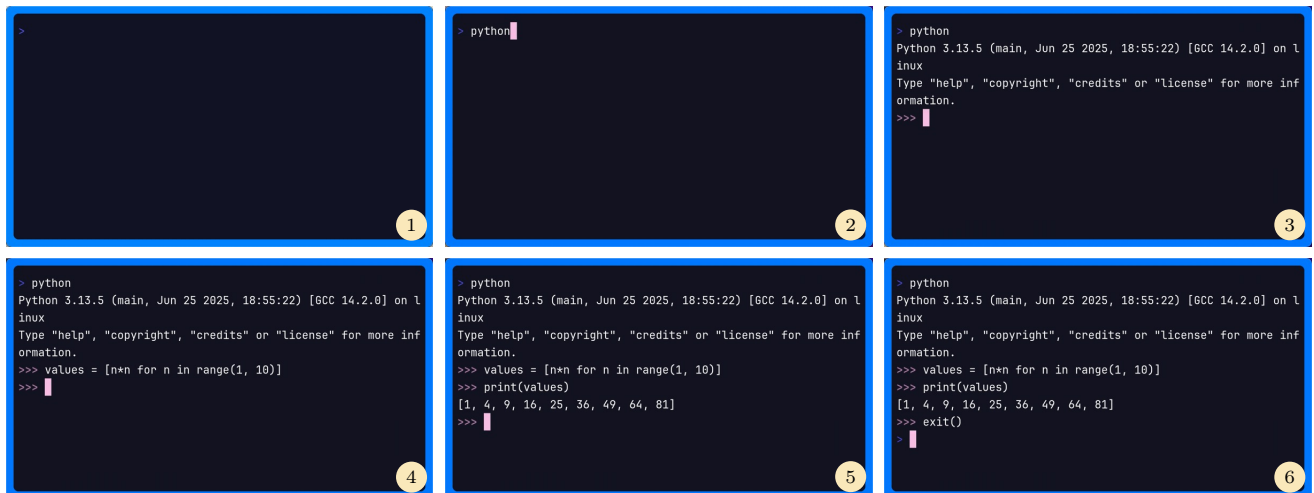 >
1
> python
2
> python
Python 3.13.5 (main, Jun 25 2025, 18:55:22) [GCC 14.2.0] on l
inux
Type "help", "copyright", "credits" or "license" for more inf
ormation.
>>>
3
> python
Python 3.13.5 (main, Jun 25 2025, 18:55:22) [GCC 14.2.0] on l
inux
Type "help", "copyright", "credits" or "license" for more inf
ormation.
>>> values = [n*n for n in range(1, 10)]
>>>
4
> python
Python 3.13.5 (main, Jun 25 2025, 18:55:22) [GCC 14.2.0] on l
inux
Type "help", "copyright", "credits" or "license" for more inf
ormation.
>>> values = [n*n for n in range(1, 10)]
>>> print(values)
[1, 4, 9, 16, 25, 36, 49, 64, 81]
>>>
5
> python
Python 3.13.5 (main, Jun 25 2025, 18:55:22) [GCC 14.2.0] on l
inux
Type "help", "copyright", "credits" or "license" for more inf
ormation.
>>> values = [n*n for n in range(1, 10)]
>>> print(values)
[1, 4, 9, 16, 25, 36, 49, 64, 81]
>>> exit()
>
6